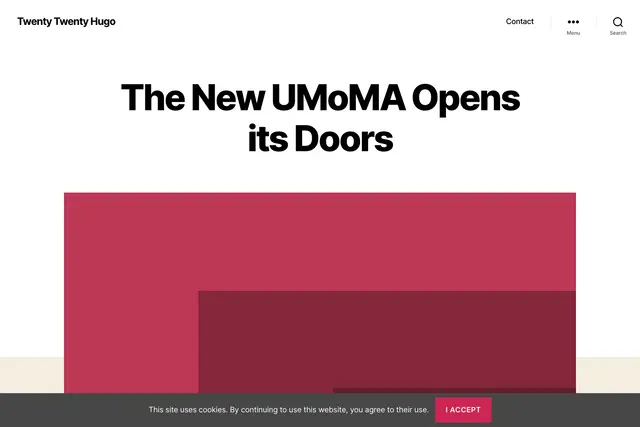 Twenty Twenty Hugo
Contact
Menu
Search
The New UMoMA Opens
its Doors
This site uses cookies. By continuing to use this website, you agree to their use.
I ACCEPT